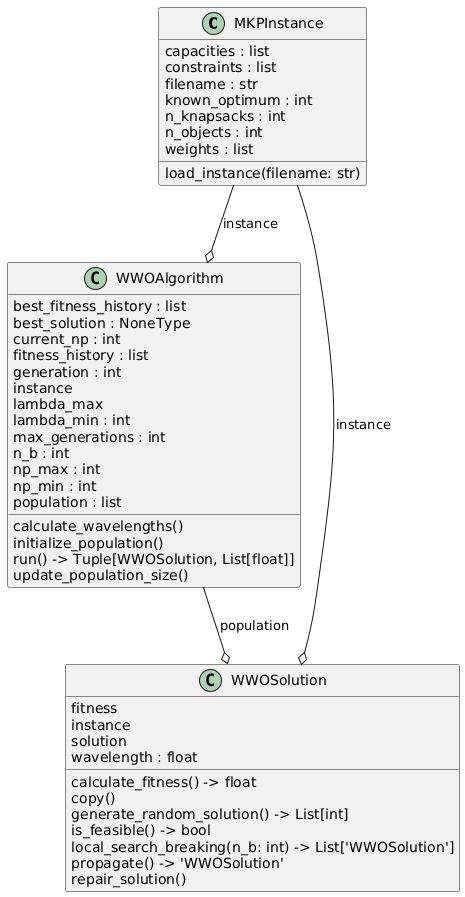 C MKPInstance
capacities : list
constraints : list
filename : str
known_optimum : int
n_knapsacks : int
n_objects : int
weights : list
load_instance(filename: str)
instance
C WWOAlgorithm
best_fitness_history : list
best_solution : NoneType
current_np : int
fitness_history : list
generation : int
instance
lambda_max
lambda_min : int
max_generations : int
n_b : int
np_max : int
np_min : int
population : list
calculate_wavelengths()
initialize_population()
run() -> Tuple[WWOSolution, List[float]]
update_population_size()
instance
population
C WWOSolution
fitness
instance
solution
wavelength : float
calculate_fitness() -> float
copy()
generate_random_solution() -> List[int]
is_feasible() -> bool
local_search_breaking(n_b: int) -> List['WWOSolution']
propagate() -> 'WWOSolution'
repair_solution()